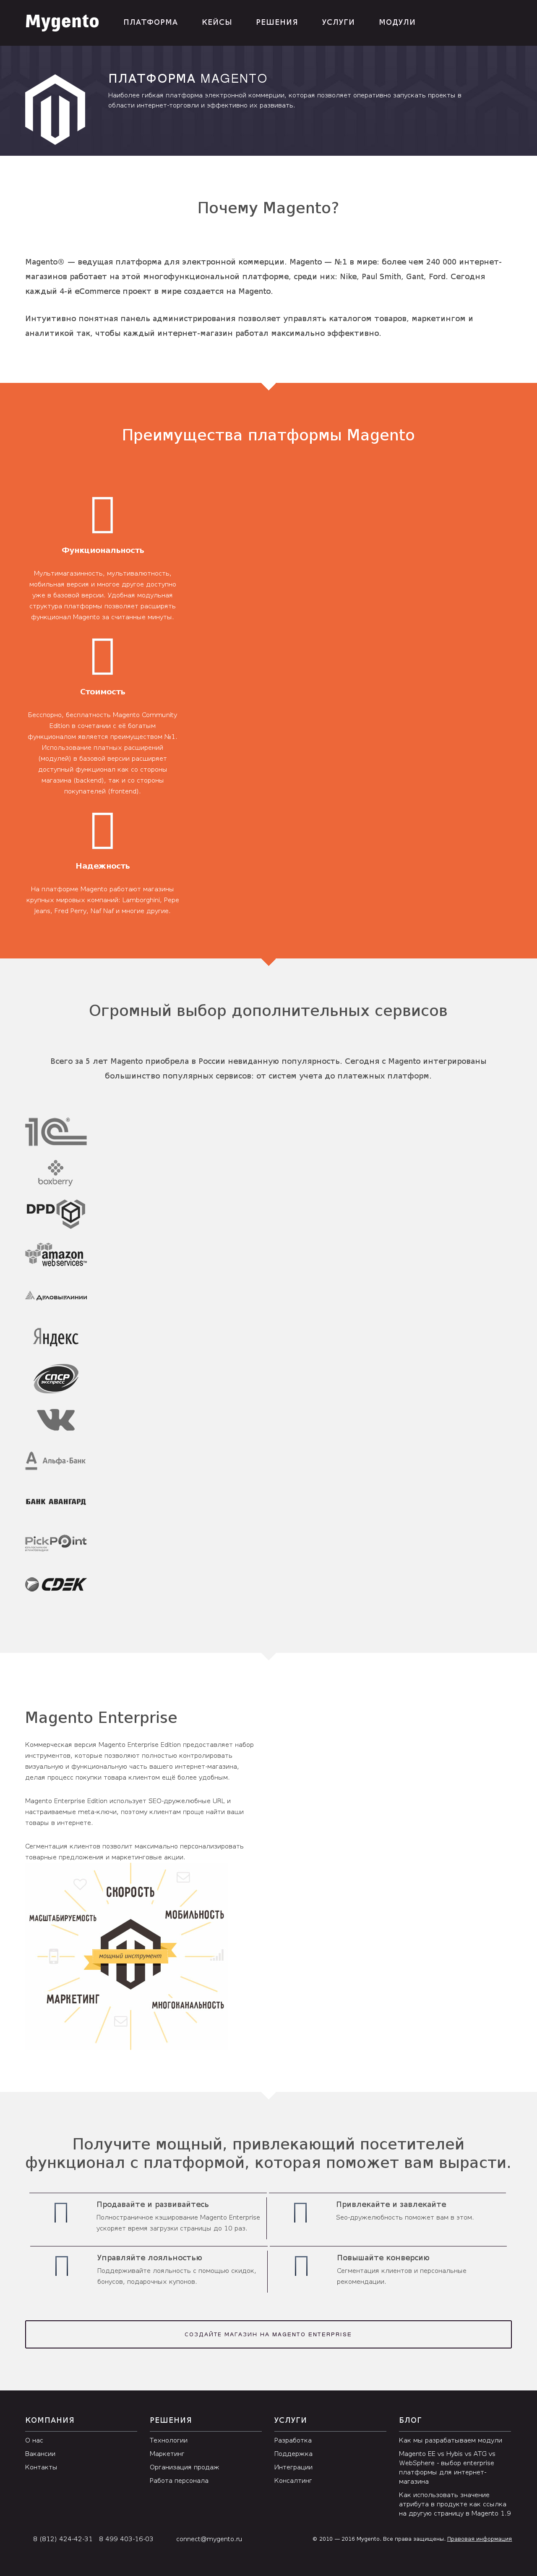 Mygento ПЛАТФОРМА КЕЙСЫ РЕШЕНИЯ УСЛУГИ МОДУЛИ
ПЛАТФОРМА MAGENTO
Наиболее гибкая платформа электронной коммерции, которая позволяет оперативно запускать проекты в
области интернет-торговли и эффективно их развивать.
Почему Magento?
Magento® — ведущая платформа для электронной коммерции. Magento — №1 в мире: более чем 240 000 интернет-
магазинов работает на этой многофункциональной платформе, среди них: Nike, Paul Smith, Gant, Ford. Сегодня
каждый 4-й eCommerce проект в мире создается на Magento.
Интуитивно понятная панель администрирования позволяет управлять каталогом товаров, маркетингом и
аналитикой так, чтобы каждый интернет-магазин работал максимально эффективно.
Преимущества платформы Magento
Функциональность
Мультимагазинность, мультивалютность,
мобильная версия и многое другое доступно
уже в базовой версии. Удобная модульная
структура платформы позволяет расширять
функционал Magento за считанные минуты.
Стоимость
Бесспорно, бесплатность Magento Community
Edition в сочетании с её богатым
функционалом является преимуществом №1.
Использование платных расширений
(модулей) в базовой версии расширяет
доступный функционал как со стороны
магазина (backend), так и со стороны
покупателей (frontend).
Надежность
На платформе Magento работают магазины
крупных мировых компаний: Lamborghini, Pepe
Jeans, Fred Perry, Naf Naf и многие другие.
Огромный выбор дополнительных сервисов
Всего за 5 лет Magento приобрела в России невиданную популярность. Сегодня с Magento интегрированы
большинство популярных сервисов: от систем учета до платежных платформ.
1С
boxberry
DPD
amazon
webservices™
Деловые линии
Яндекс
СПСР
экспресс
Альфа·Банк
БАНК АВАНГАРД
PickPoint
CDEK
Magento Enterprise
Коммерческая версия Magento Enterprise Edition предоставляет набор
инструментов, которые позволяют полностью контролировать
визуальную и функциональную часть вашего интернет-магазина,
делая процесс покупки товара клиентом ещё более удобным.
Magento Enterprise Edition использует SEO-дружелюбные URL и
настраиваемые meta-ключи, поэтому клиентам проще найти ваши
товары в интернете.
Сегментация клиентов позволит максимально персонализировать
товарные предложения и маркетинговые акции.
СКОРОСТЬ
МАСШТАБИРУЕМОСТЬ
МОБИЛЬНОСТЬ
мощный инструмент
МАРКЕТИНГ
МНОГОКАНАЛЬНОСТЬ
Получите мощный, привлекающий посетителей
функционал с платформой, которая поможет вам вырасти.
Продавайте и развивайтесь
Полностраничное кэширование Magento Enterprise
ускоряет время загрузки страницы до 10 раз.
Привлекайте и завлекайте
Seo-дружелюбность поможет вам в этом.
Управляйте лояльностью
Поддерживайте лояльность с помощью скидок,
бонусов, подарочных купонов.
Повышайте конверсию
Сегментация клиентов и персональные
рекомендации.
СОЗДАЙТЕ МАГАЗИН НА MAGENTO ENTERPRISE
КОМПАНИЯ
О нас
Вакансии
Контакты
РЕШЕНИЯ
Технологии
Маркетинг
Организация продаж
Работа персонала
УСЛУГИ
Разработка
Поддержка
Интеграции
Консалтинг
БЛОГ
Как мы разрабатываем модули
Magento EE vs Hybis vs ATG vs
WebSphere - выбор enterprise
платформы для интернет-
магазина
Как использовать значение
атрибута в продукте как ссылка
на другую страницу в Magento 1.9
8 (812) 424-42-31 8 499 403-16-03 connect@mygento.ru © 2010 — 2016 Mygento. Все права защищены. Правовая информация